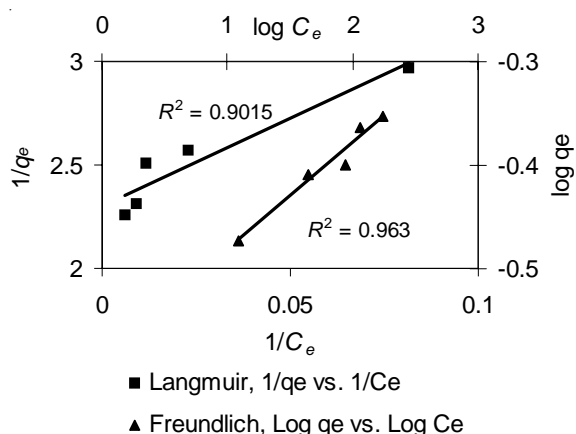 0 1 2 3
log Ce
3 -0.3
R² = 0.9015
1/qe 2.5 -0.4 log qe
R² = 0.963
2 -0.5
0 0.05 0.1
1/Ce
Langmuir, 1/qe vs. 1/Ce
Freundlich, Log qe vs. Log Ce